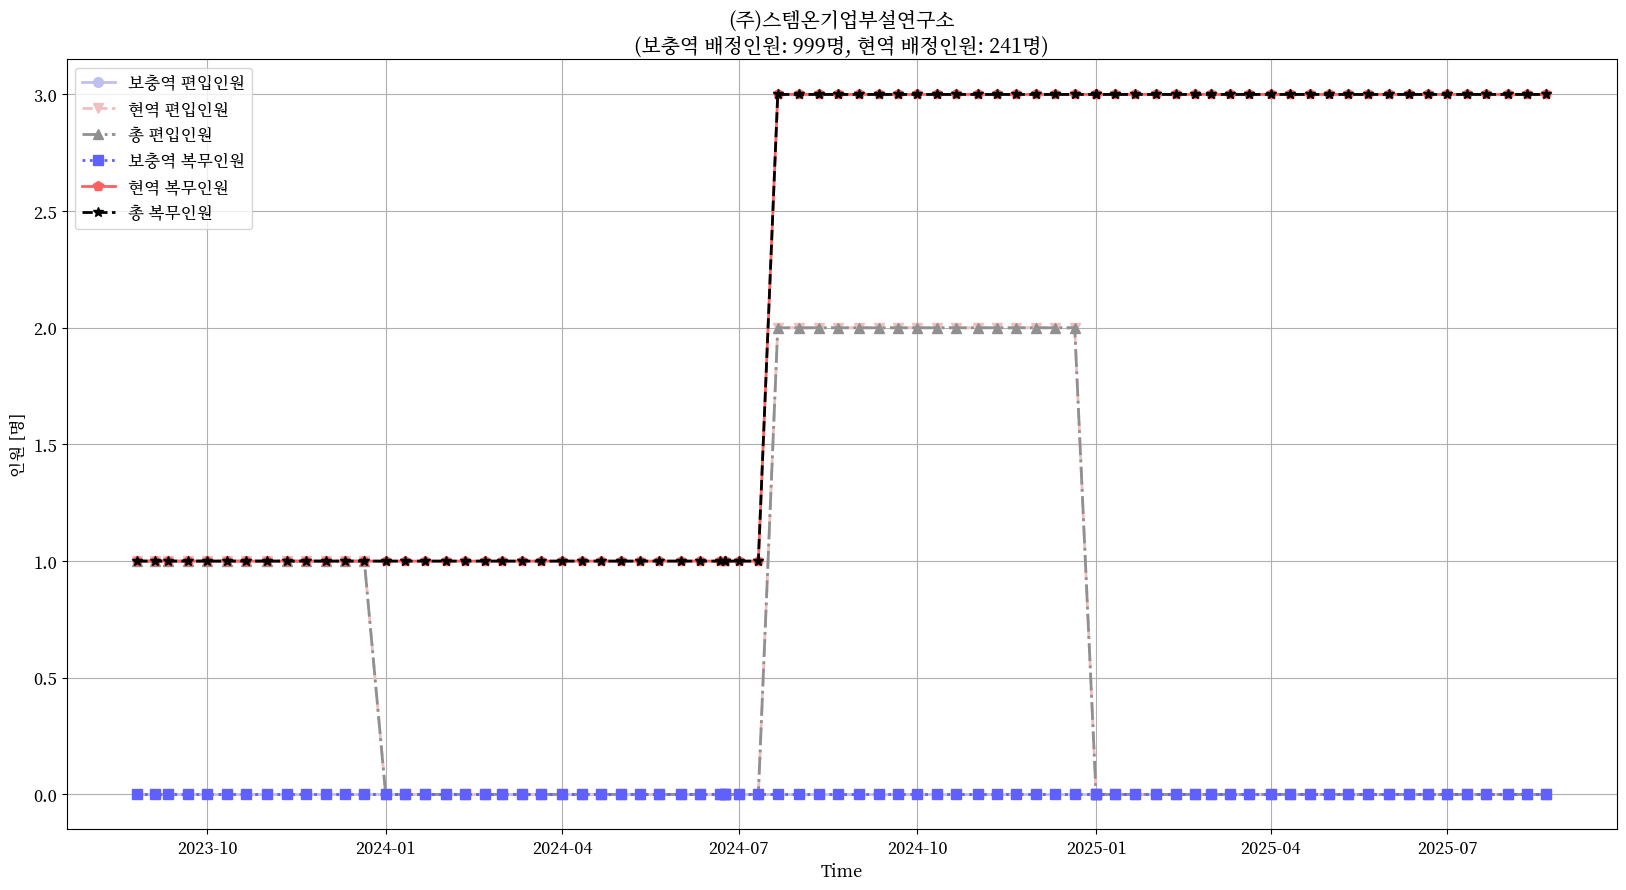 (주)스템온기업부설연구소
(보충역 배정인원: 999명, 현역 배정인원: 241명)
보충역 편입인원
현역 편입인원
총 편입인원
보충역 복무인원
현역 복무인원
총 복무인원
3.0
2.5
2.0
1.5
1.0
0.5
0.0
인원 [명]
2023-10 2024-01 2024-04 2024-07 2024-10 2025-01 2025-04 2025-07
Time